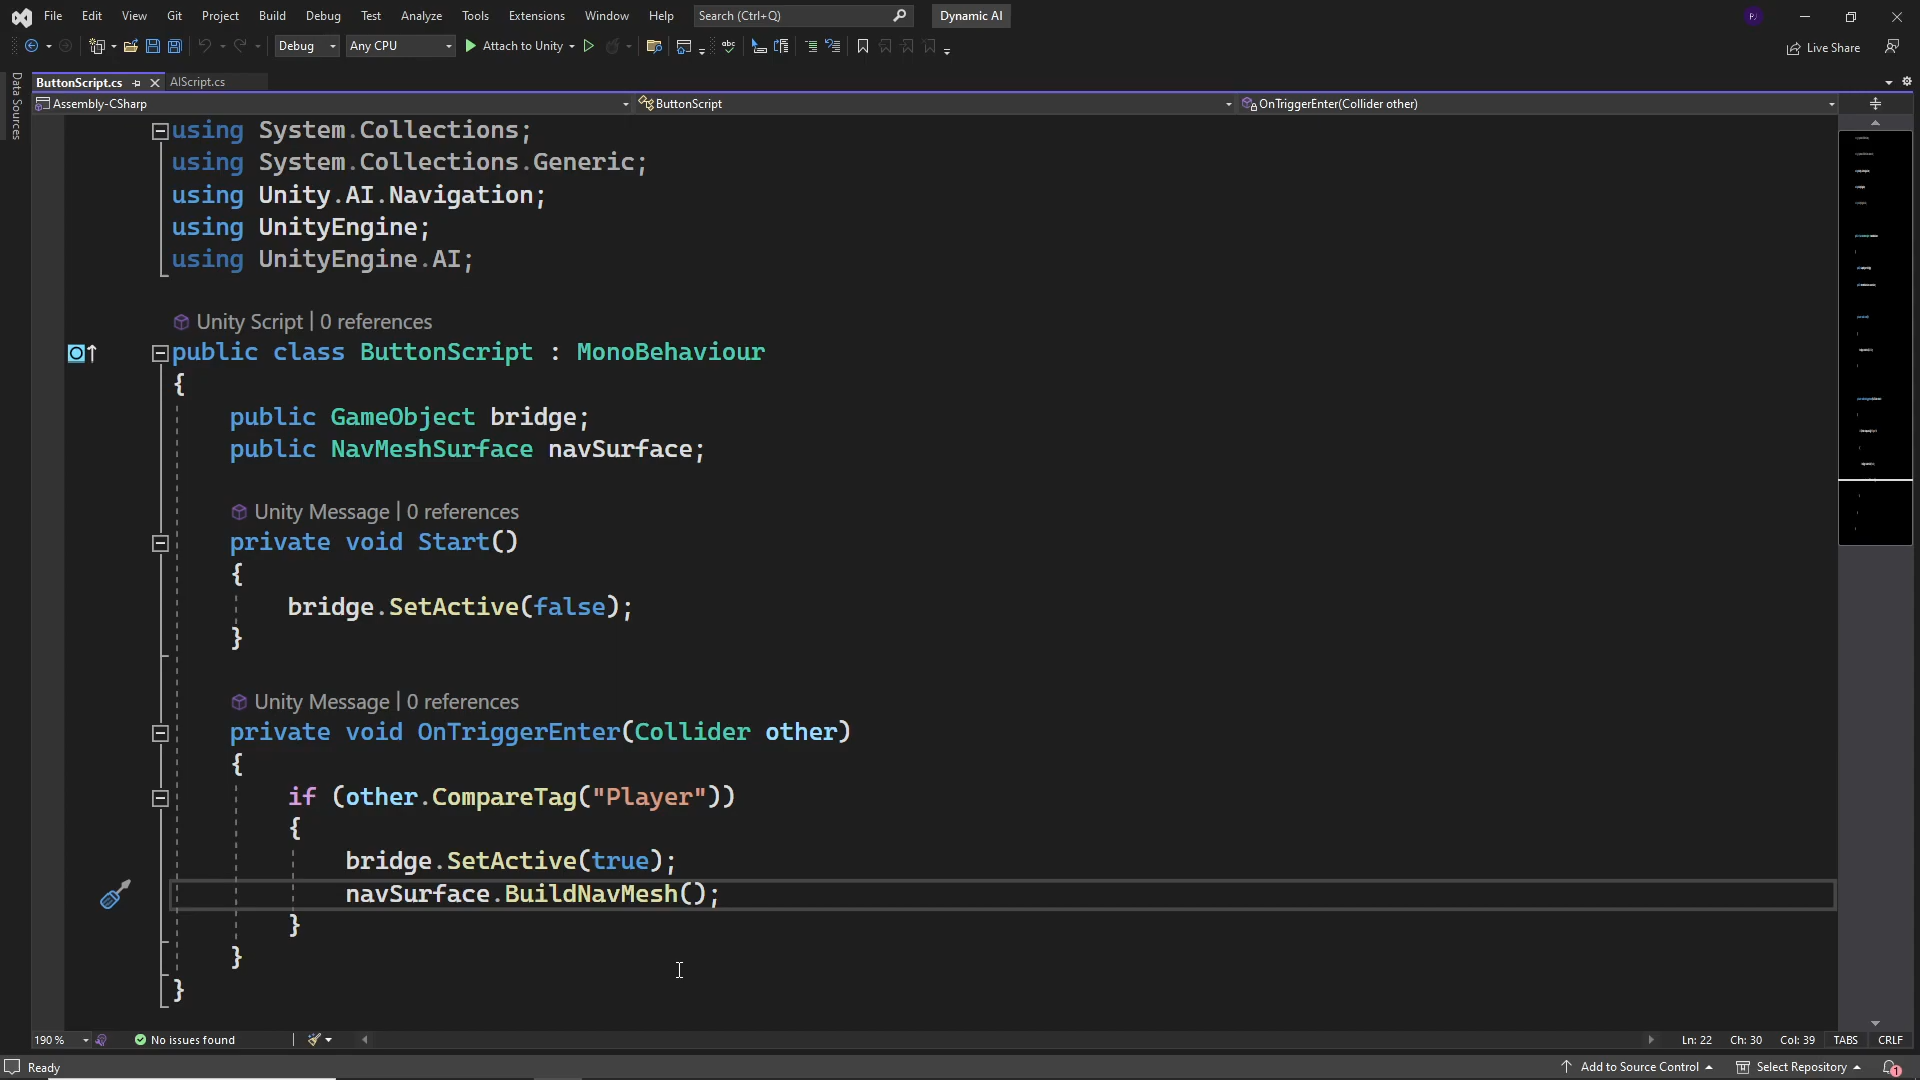 File Edit View Git Project Build Debug Test Analyze Tools Extensions Window Help Search (Ctrl+Q) Dynamic AI PJ
Debug Any CPU Attach to Unity abc Live Share
Data Sources
ButtonScript.cs AIScript.cs
Assembly-CSharp ButtonScript OnTriggerEnter(Collider other)
using System.Collections;
using System.Collections.Generic;
using Unity.AI.Navigation;
using UnityEngine;
using UnityEngine.AI;
Unity Script | 0 references
public class ButtonScript : MonoBehaviour
{
public GameObject bridge;
public NavMeshSurface navSurface;
Unity Message | 0 references
private void Start()
{
bridge.SetActive(false);
}
Unity Message | 0 references
private void OnTriggerEnter(Collider other)
{
if (other.CompareTag("Player"))
{
bridge.SetActive(true);
navSurface.BuildNavMesh();
}
}
}
190 % No issues found Ln: 22 Ch: 30 Col: 39 TABS CRLF
Ready Add to Source Control Select Repository 1